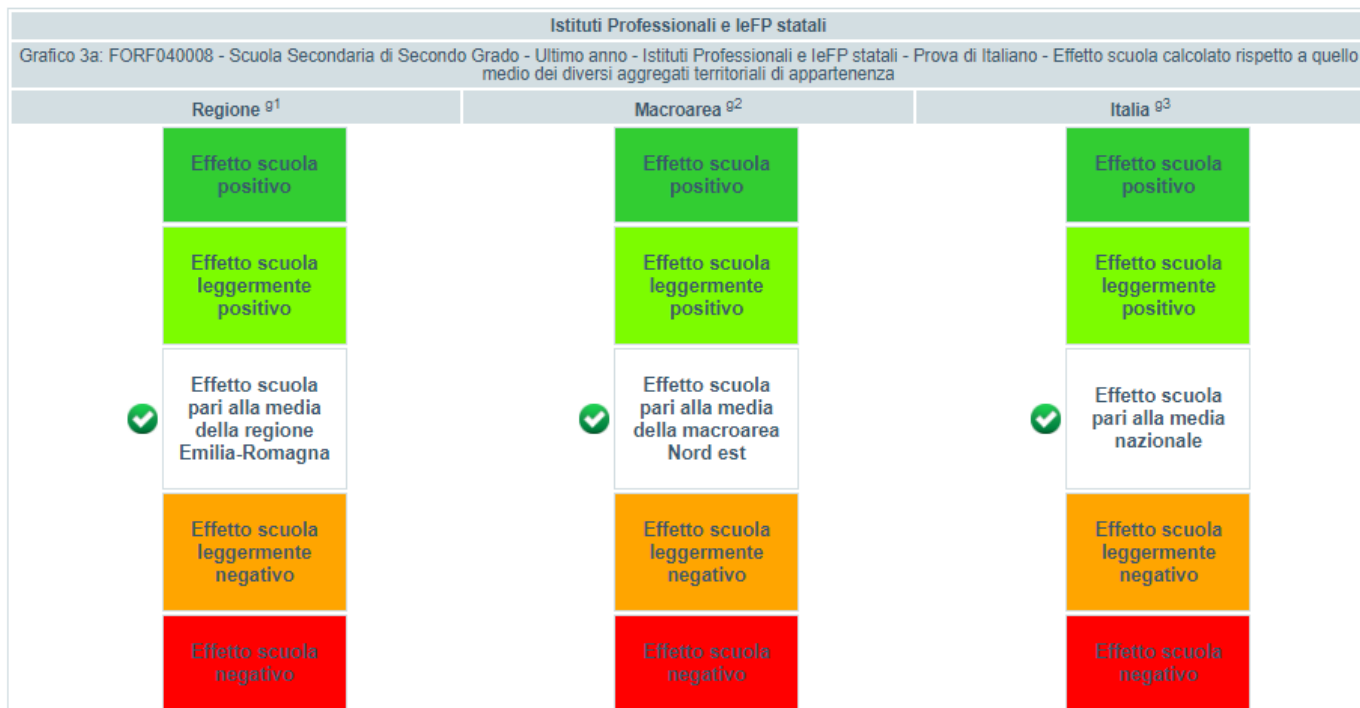 Istituti Professionali e IeFP statali
Grafico 3a: FORF040008 - Scuola Secondaria di Secondo Grado - Ultimo anno - Istituti Professionali e IeFP statali - Prova di Italiano - Effetto scuola calcolato rispetto a quello
medio dei diversi aggregati territoriali di appartenenza
Regione g1
Macroarea g2
Italia g3
Effetto scuola
positivo
Effetto scuola
positivo
Effetto scuola
positivo
Effetto scuola
leggermente
positivo
Effetto scuola
leggermente
positivo
Effetto scuola
leggermente
positivo
Effetto scuola
pari alla media
della regione
Emilia-Romagna
Effetto scuola
pari alla media
della macroarea
Nord est
Effetto scuola
pari alla media
nazionale
Effetto scuola
leggermente
negativo
Effetto scuola
leggermente
negativo
Effetto scuola
leggermente
negativo
Effetto scuola
negativo
Effetto scuola
negativo
Effetto scuola
negativo